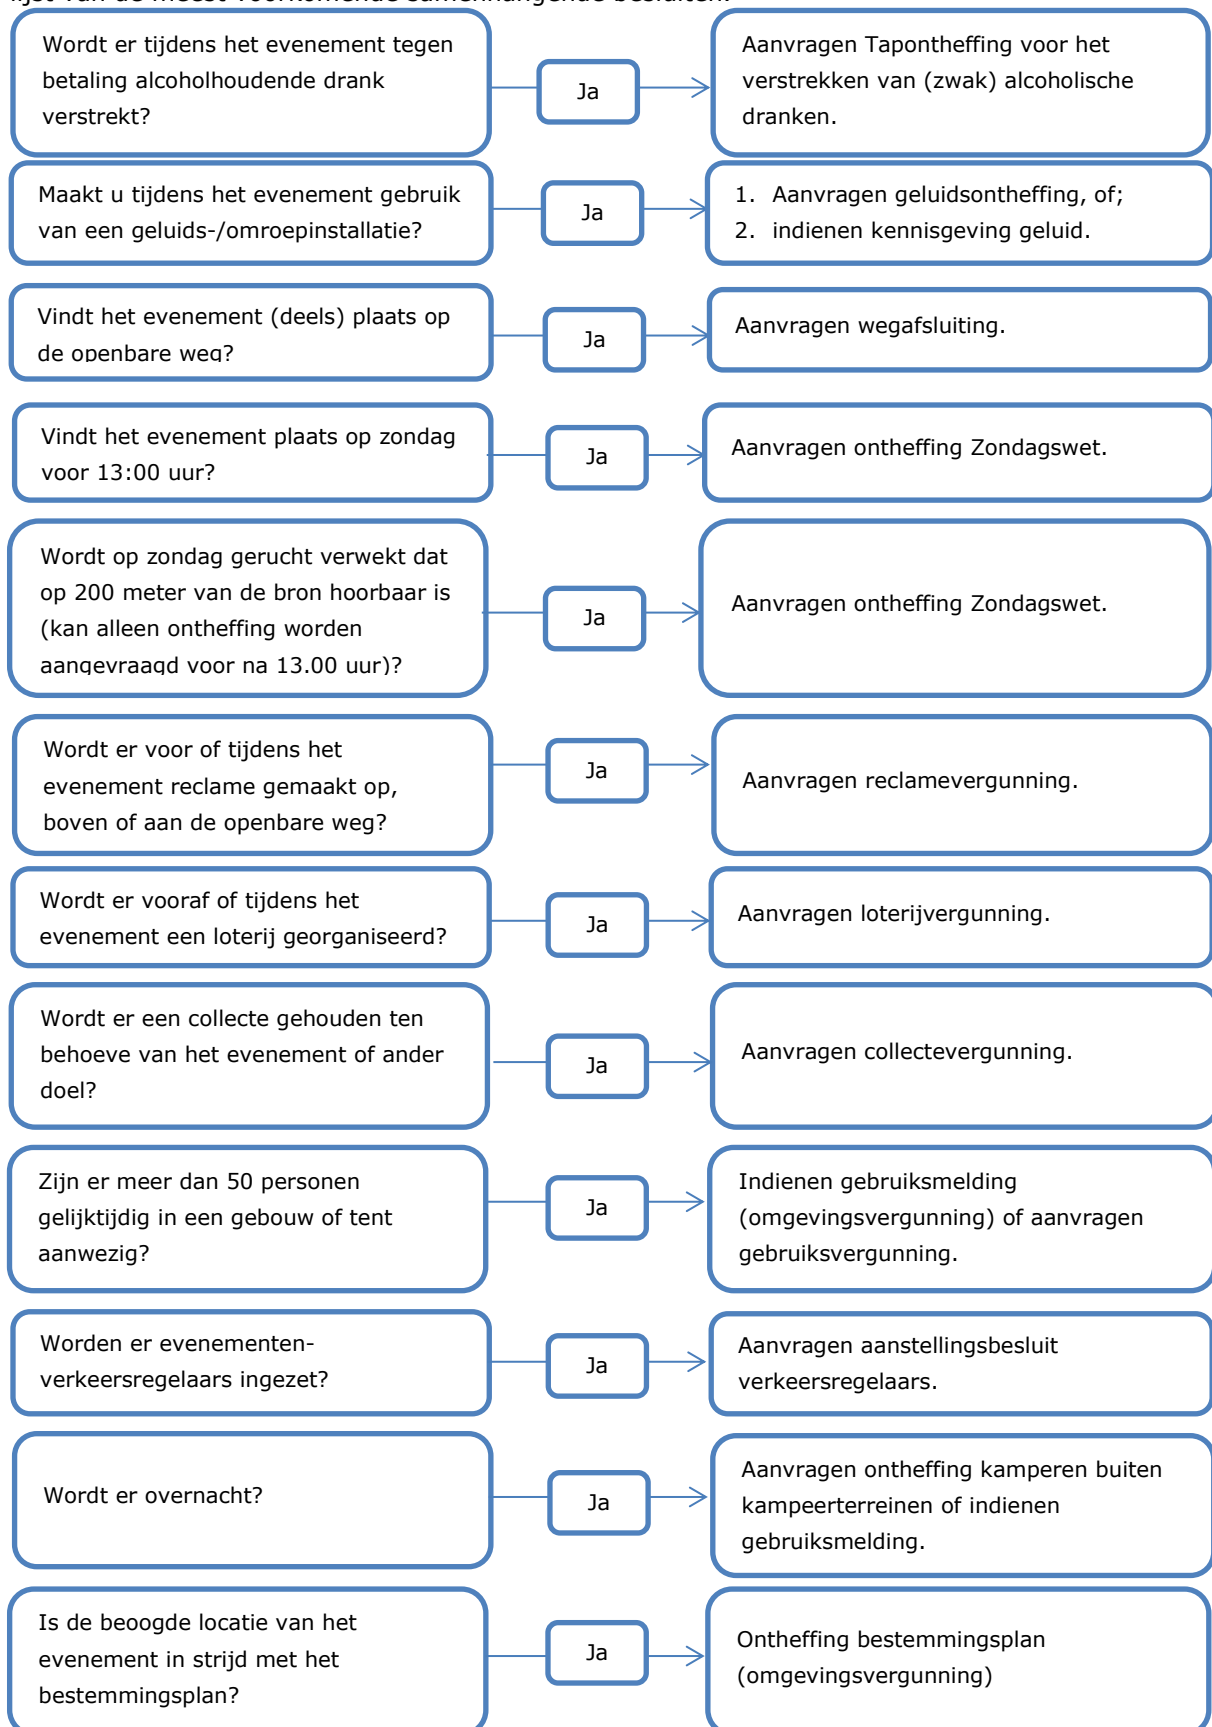 lijst van de meest voorkomende samenhangende besluiten.
Wordt er tijdens het evenement tegen
betaling alcoholhoudende drank
verstrekt?
Ja
Aanvragen Tapontheffing voor het
verstrekken van (zwak) alcoholische
dranken.
Maakt u tijdens het evenement gebruik
van een geluids-/omroepinstallatie?
Ja
1. Aanvragen geluidsontheffing, of;
2. indienen kennisgeving geluid.
Vindt het evenement (deels) plaats op
de openbare weg?
Ja
Aanvragen wegafsluiting.
Vindt het evenement plaats op zondag
voor 13:00 uur?
Ja
Aanvragen ontheffing Zondagswet.
Wordt op zondag gerucht verwekt dat
op 200 meter van de bron hoorbaar is
(kan alleen ontheffing worden
aangevraagd voor na 13.00 uur)?
Ja
Aanvragen ontheffing Zondagswet.
Wordt er voor of tijdens het
evenement reclame gemaakt op,
boven of aan de openbare weg?
Ja
Aanvragen reclamevergunning.
Wordt er vooraf of tijdens het
evenement een loterij georganiseerd?
Ja
Aanvragen loterijvergunning.
Wordt er een collecte gehouden ten
behoeve van het evenement of ander
doel?
Ja
Aanvragen collectevergunning.
Zijn er meer dan 50 personen
gelijktijdig in een gebouw of tent
aanwezig?
Ja
Indienen gebruiksmelding
(omgevingsvergunning) of aanvragen
gebruiksvergunning.
Worden er evenementen-
verkeersregelaars ingezet?
Ja
Aanvragen aanstellingsbesluit
verkeersregelaars.
Wordt er overnacht?
Ja
Aanvragen ontheffing kamperen buiten
kampeerterreinen of indienen
gebruiksmelding.
Is de beoogde locatie van het
evenement in strijd met het
bestemmingsplan?
Ja
Ontheffing bestemmingsplan
(omgevingsvergunning)